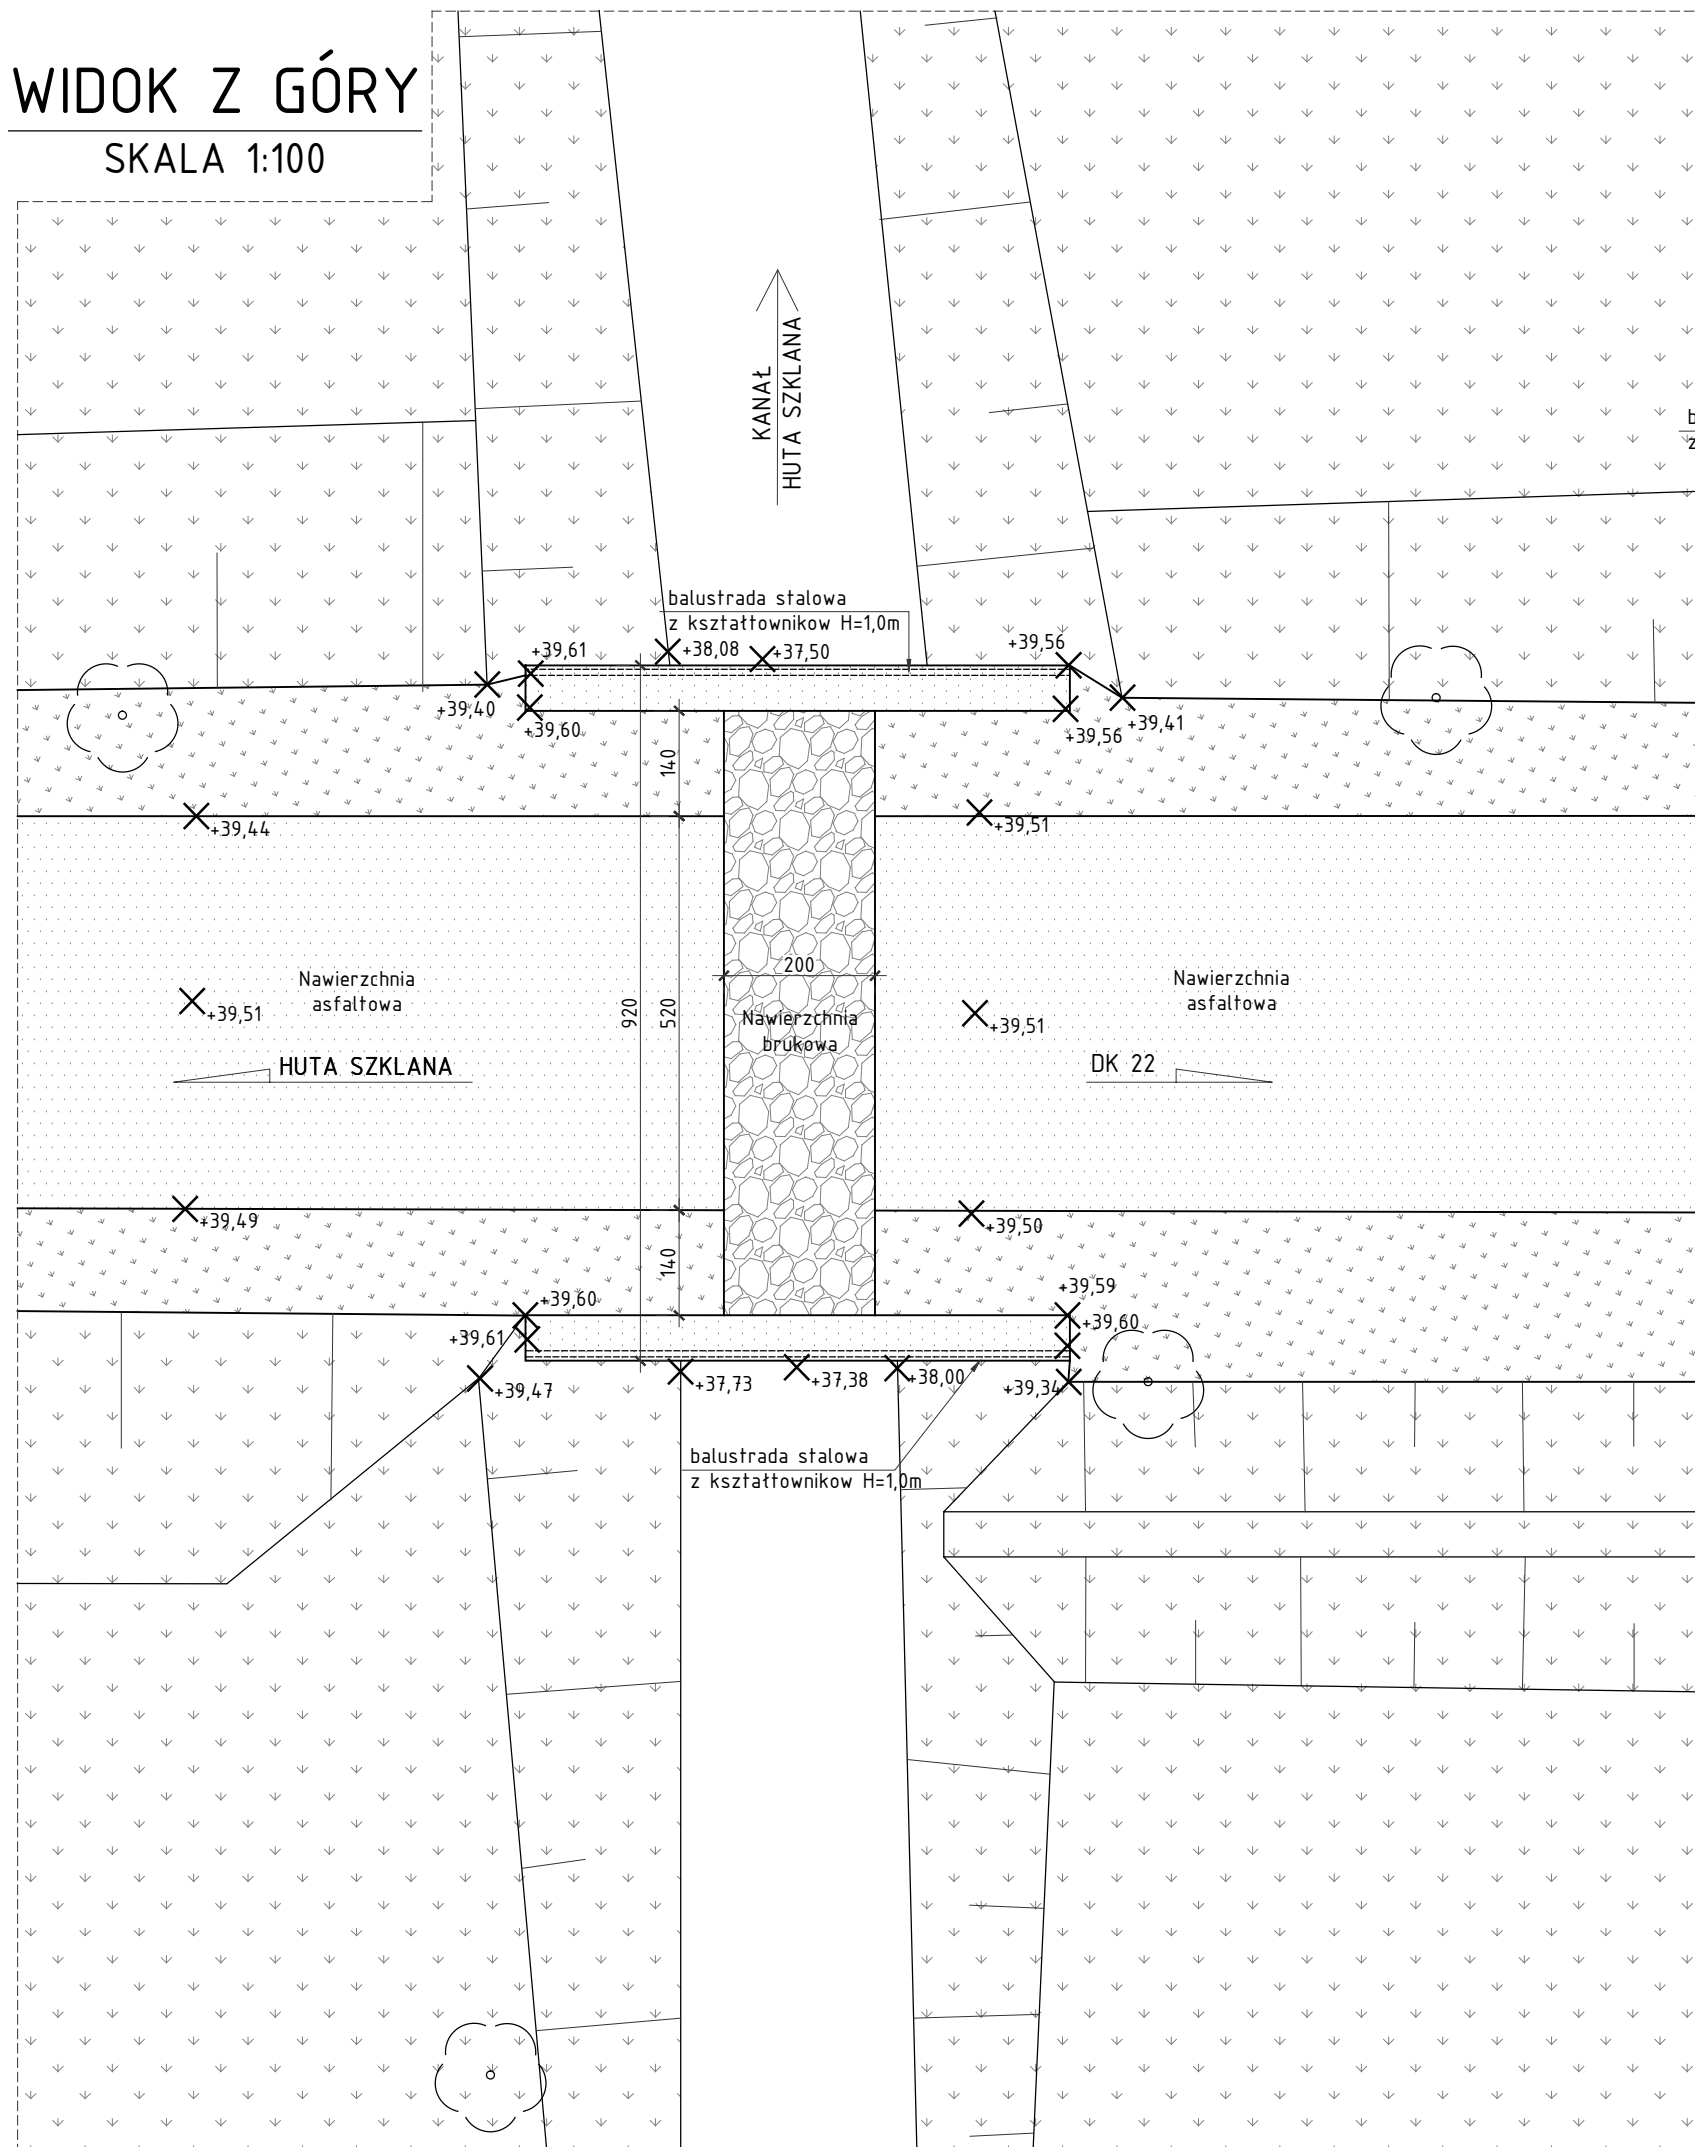 WIDOK Z GÓRY
SKALA 1:100
KANAŁ
HUTA SZKLANA
b
z
balustrada stalowa
z kształtownikow H=1,0m
+39,61
+38,08
+37,50
+39,56
+39,40
+39,60
+39,56
+39,41
140
+39,44
+39,51
200
Nawierzchnia
asfaltowa
Nawierzchnia
asfaltowa
+39,51
920
520
Nawierzchnia
brukowa
+39,51
HUTA SZKLANA
DK 22
+39,49
+39,50
140
+39,60
+39,59
+39,61
+39,60
+39,47
+37,73
+37,38
+38,00
+39,34
balustrada stalowa
z kształtownikow H=1,0m